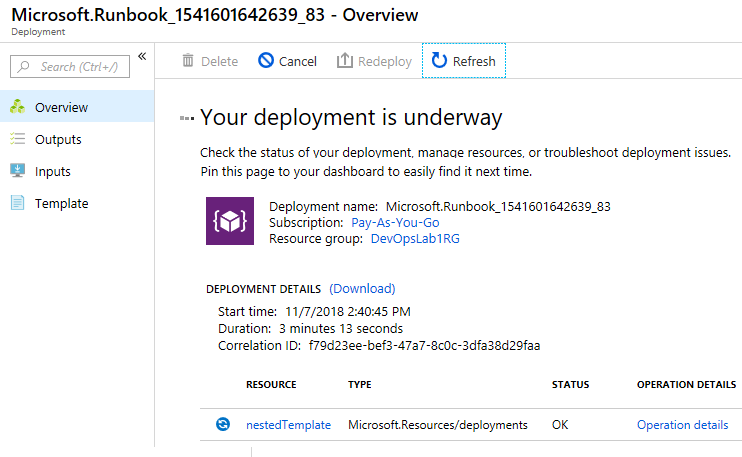 Microsoft.Runbook_1541601642639_83 - Overview
Deployment
Search (Ctrl+/)
«
Delete
Cancel
Redeploy
Refresh
Overview
Outputs
Inputs
Template
Your deployment is underway
Check the status of your deployment, manage resources, or troubleshoot deployment issues.
Pin this page to your dashboard to easily find it next time.
Deployment name: Microsoft.Runbook_1541601642639_83
Subscription: Pay-As-You-Go
Resource group: DevOpsLab1RG
DEPLOYMENT DETAILS (Download)
Start time: 11/7/2018 2:40:45 PM
Duration: 3 minutes 13 seconds
Correlation ID: f79d23ee-bef3-47a7-8c0c-3dfa38d29faa
RESOURCE TYPE STATUS OPERATION DETAILS
nestedTemplate Microsoft.Resources/deployments OK Operation details